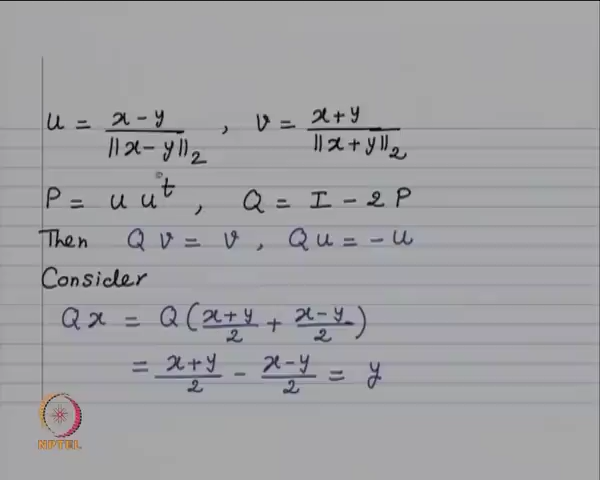 u = x-y / ||x-y||₂ , v = x+y / ||x+y||₂
P = u uᵗ , Q = I - 2P
Then Qv = v , Qu = -u
Consider
Qx = Q(x+y/2 + x-y/2)
= x+y/2 - x-y/2 = y
NPTEL